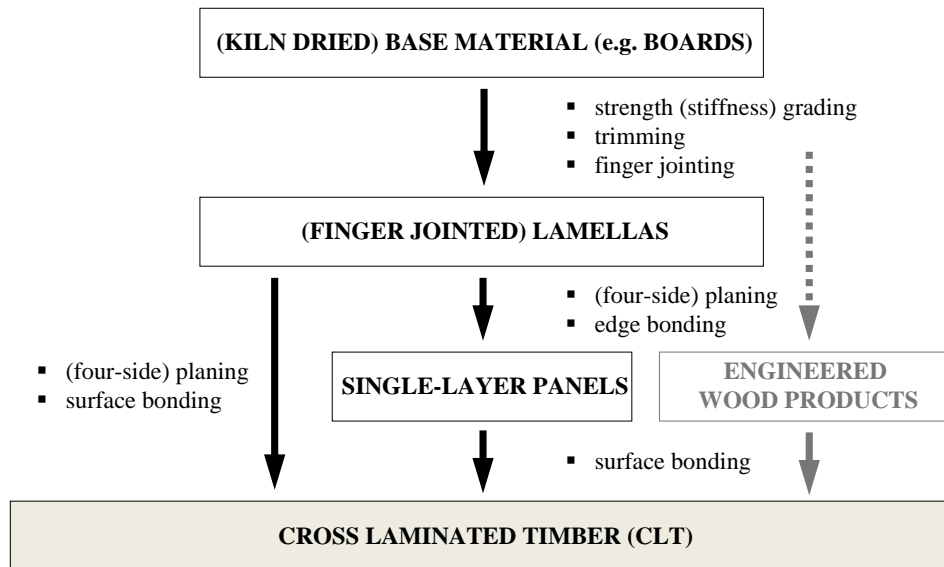 (KILN DRIED) BASE MATERIAL (e.g. BOARDS)
▪ strength (stiffness) grading
▪ trimming
▪ finger jointing
(FINGER JOINTED) LAMELLAS
▪ (four-side) planing
▪ edge bonding
▪ (four-side) planing
▪ surface bonding
SINGLE-LAYER PANELS
ENGINEERED
WOOD PRODUCTS
▪ surface bonding
CROSS LAMINATED TIMBER (CLT)